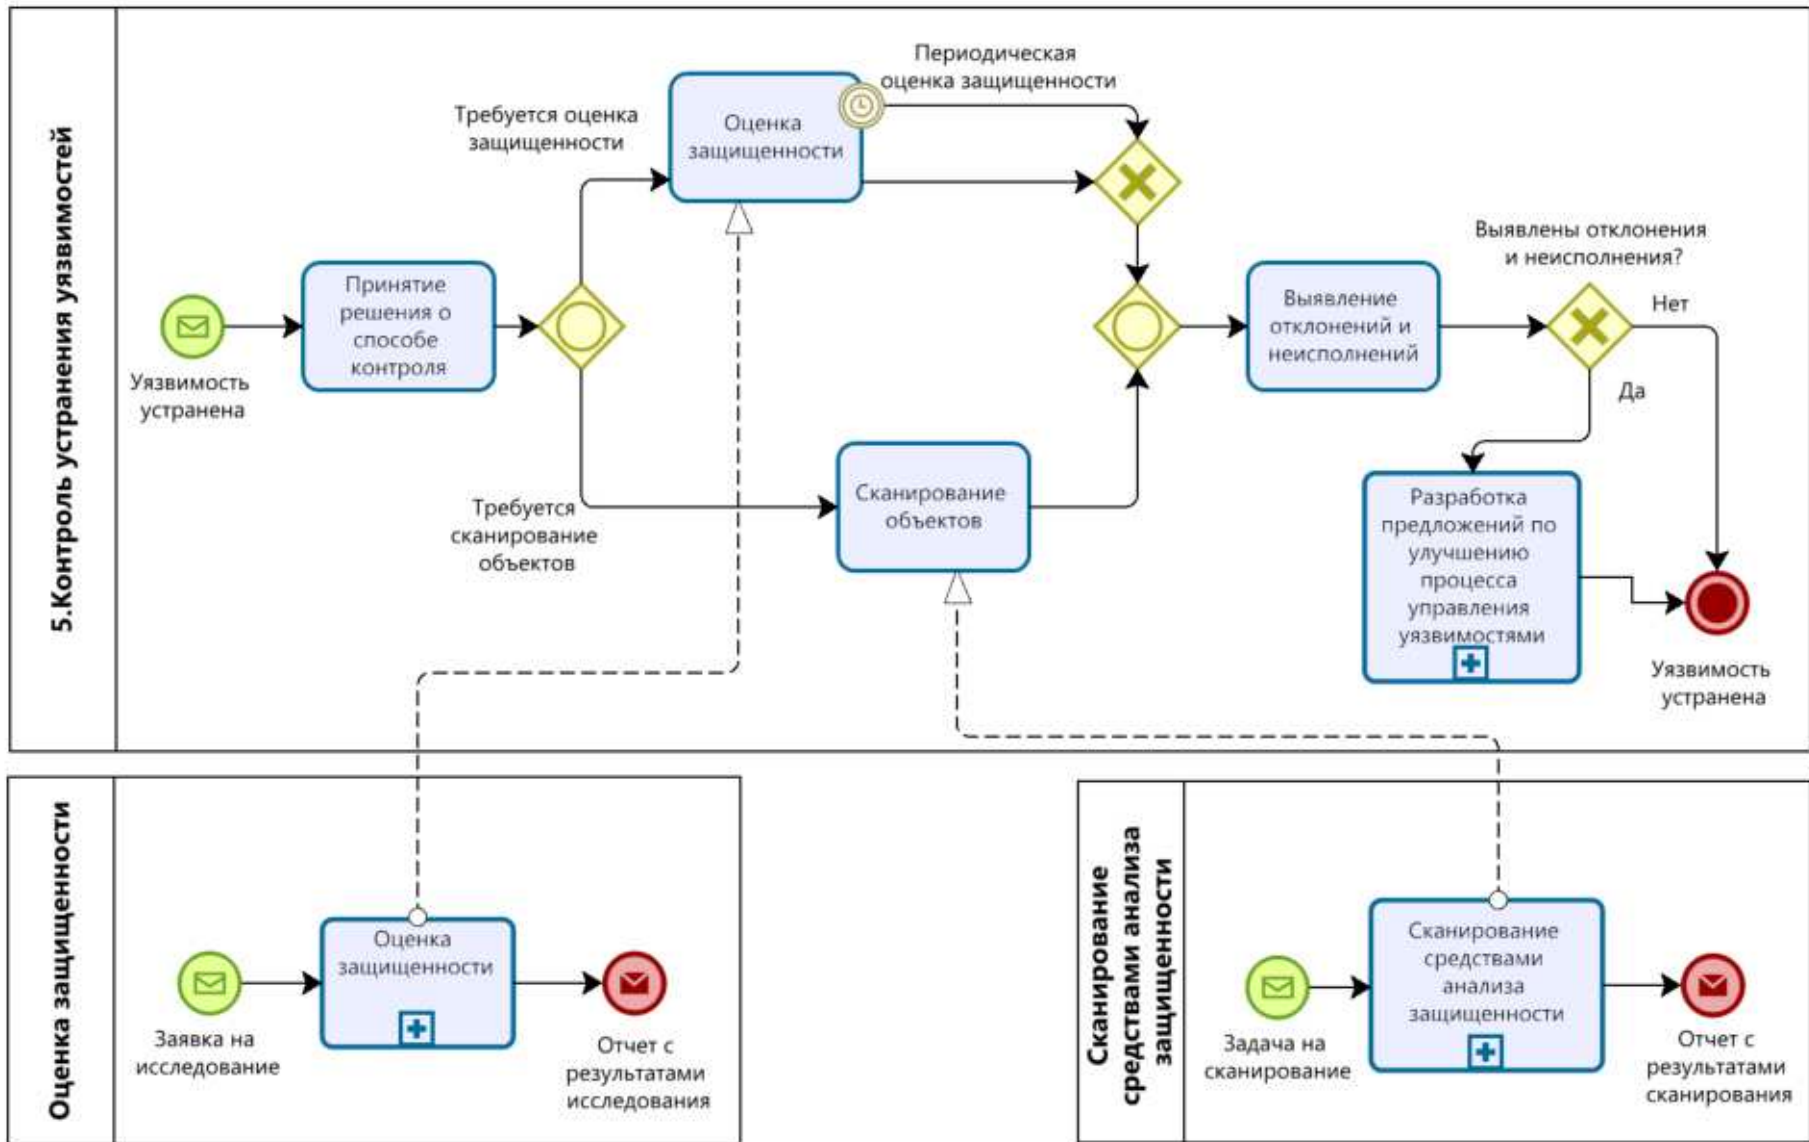 5.Контроль устранения уязвимостей
Уязвимость
устранена
Принятие
решения о
способе
контроля
Требуется оценка
защищенности
Оценка
защищенности
Периодическая
оценка защищенности
Требуется
сканирование
объектов
Сканирование
объектов
Выявление
отклонений и
неисполнений
Выявлены отклонения
и неисполнения?
Нет
Да
Разработка
предложений по
улучшению
процесса
управления
уязвимостями
Уязвимость
устранена
Оценка защищенности
Заявка на
исследование
Оценка
защищенности
Отчет с
результатами
исследования
Сканирование
средствами анализа
защищенности
Задача на
сканирование
Сканирование
средствами
анализа
защищенности
Отчет с
результатами
сканирования